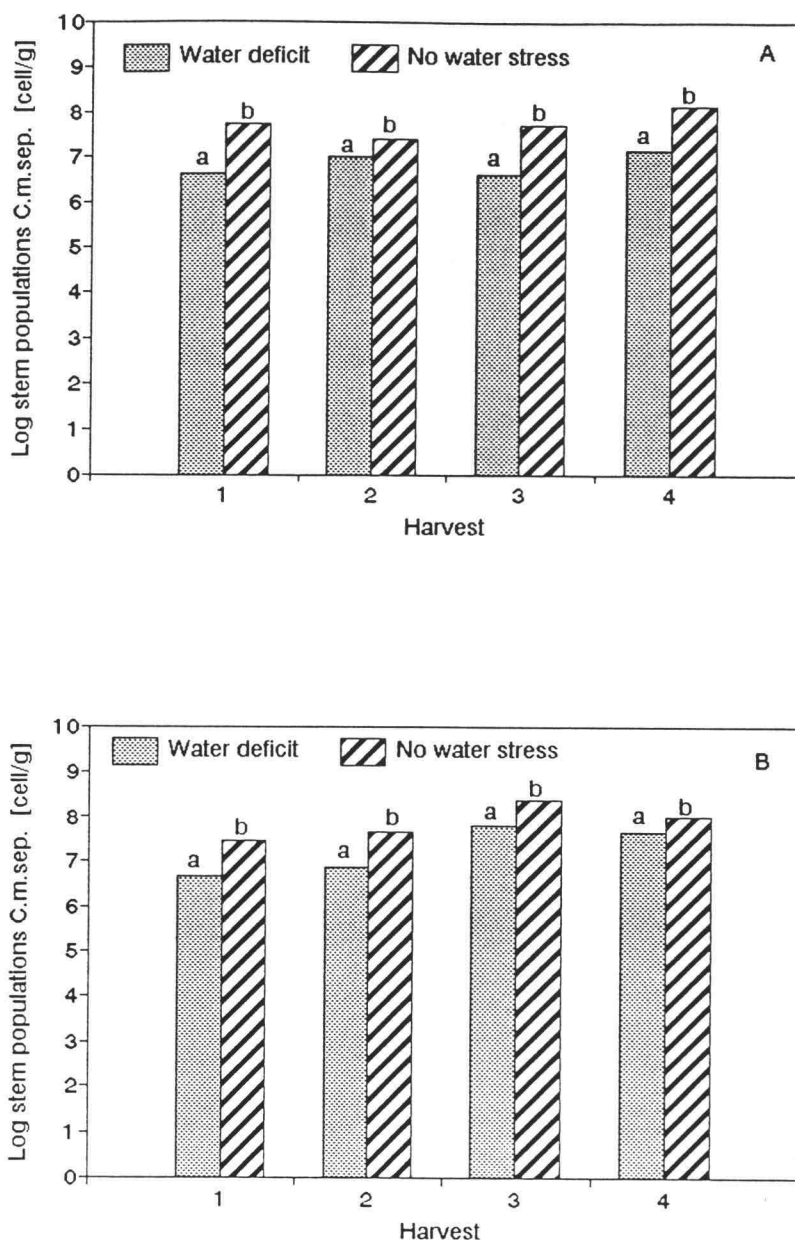 10
9
8
7
6
5
4
3
2
1
0
Log stem populations C.m.sep. [cell/g]
Water deficit No water stress A
a b a b a b a b
1 2 3 4
Harvest
10
9
8
7
6
5
4
3
2
1
0
Log stem populations C.m.sep. [cell/g]
Water deficit No water stress B
a b a b a b a b
1 2 3 4
Harvest